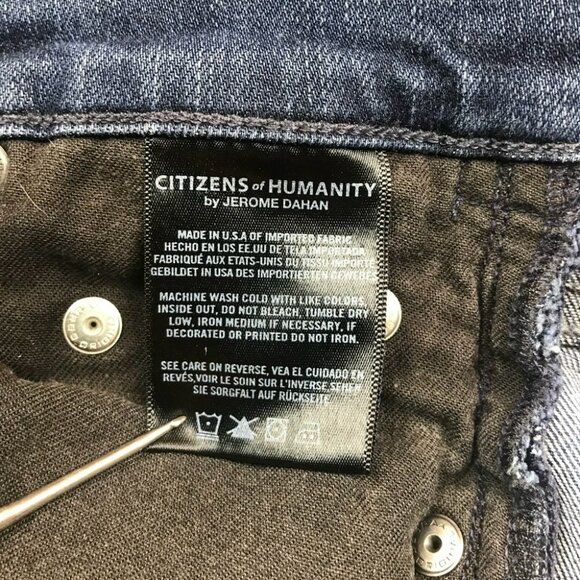 CITIZENS of HUMANITY
by JEROME DAHAN
MADE IN U.S.A OF IMPORTED FABRIC
HECHO EN LOS EE.UU DE TELA IMPORTADA
FABRIQUÉ AUX ETATS-UNIS DU TISSU IMPORTÉ
GEBILDET IN USA DES IMPORTIERTEN GEWEBES
MACHINE WASH COLD WITH LIKE COLORS
INSIDE OUT, DO NOT BLEACH, TUMBLE DRY
LOW, IRON MEDIUM IF NECESSARY, IF
DECORATED OR PRINTED DO NOT IRON.
SEE CARE ON REVERSE, VEA EL CUIDADO EN
REVÉS,VOIR LE SOIN SUR L'INVERSE,SEHEN
SIE SORGFALT AUF RÜCKSEITE